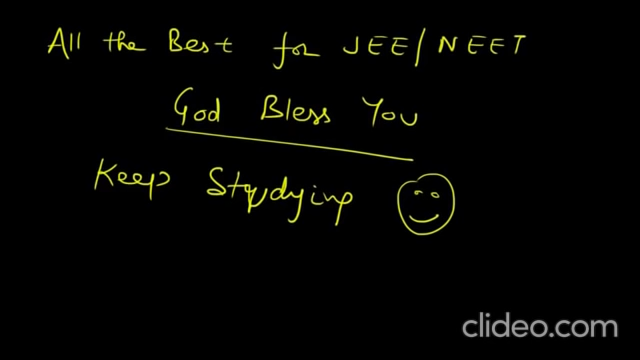 All the Best for JEE/NEET
God Bless You
Keep Studying
clideo.com